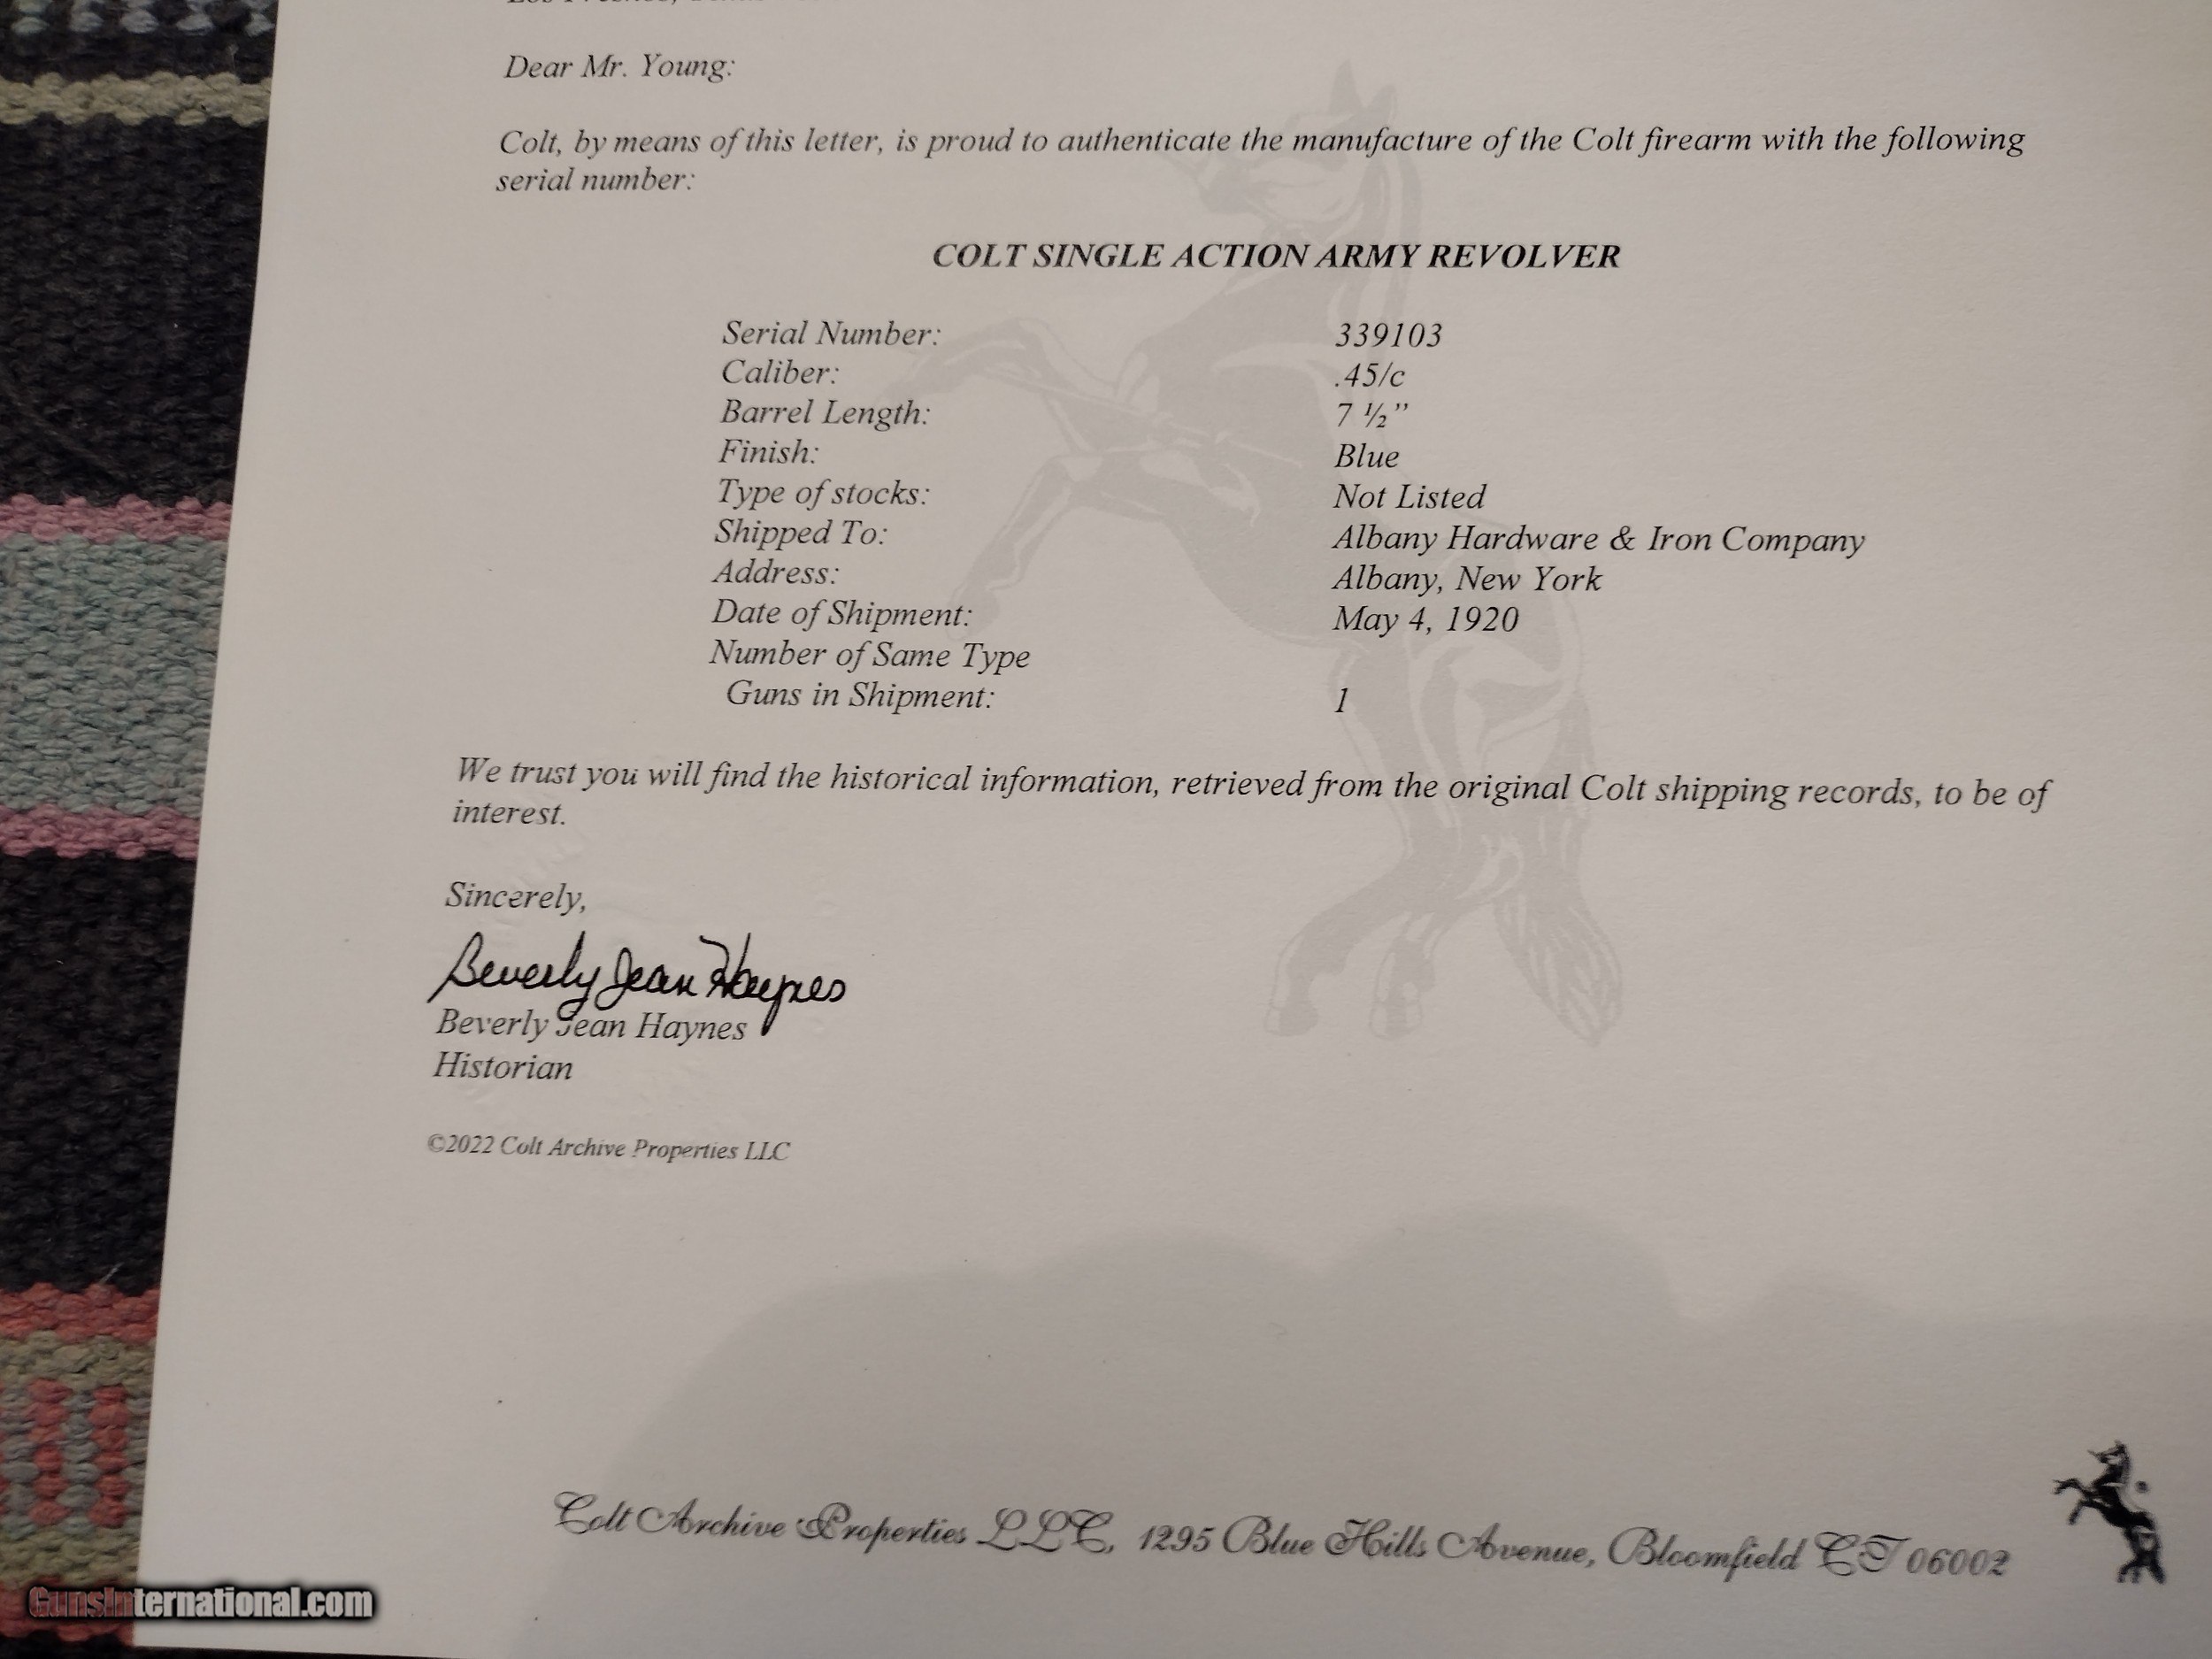 Dear Mr. Young:
Colt, by means of this letter, is proud to authenticate the manufacture of the Colt firearm with the following
serial number:
COLT SINGLE ACTION ARMY REVOLVER
Serial Number: 339103
Caliber: .45/c
Barrel Length: 7 ½”
Finish: Blue
Type of stocks: Not Listed
Shipped To: Albany Hardware & Iron Company
Address: Albany, New York
Date of Shipment: May 4, 1920
Number of Same Type
Guns in Shipment: 1
We trust you will find the historical information, retrieved from the original Colt shipping records, to be of
interest.
Sincerely,
Beverly Jean Haynes
Beverly Jean Haynes
Historian
©2022 Colt Archive Properties LLC
Colt Archive Properties LLC, 1295 Blue Hills Avenue, Bloomfield CT 06002
GunsInternational.com